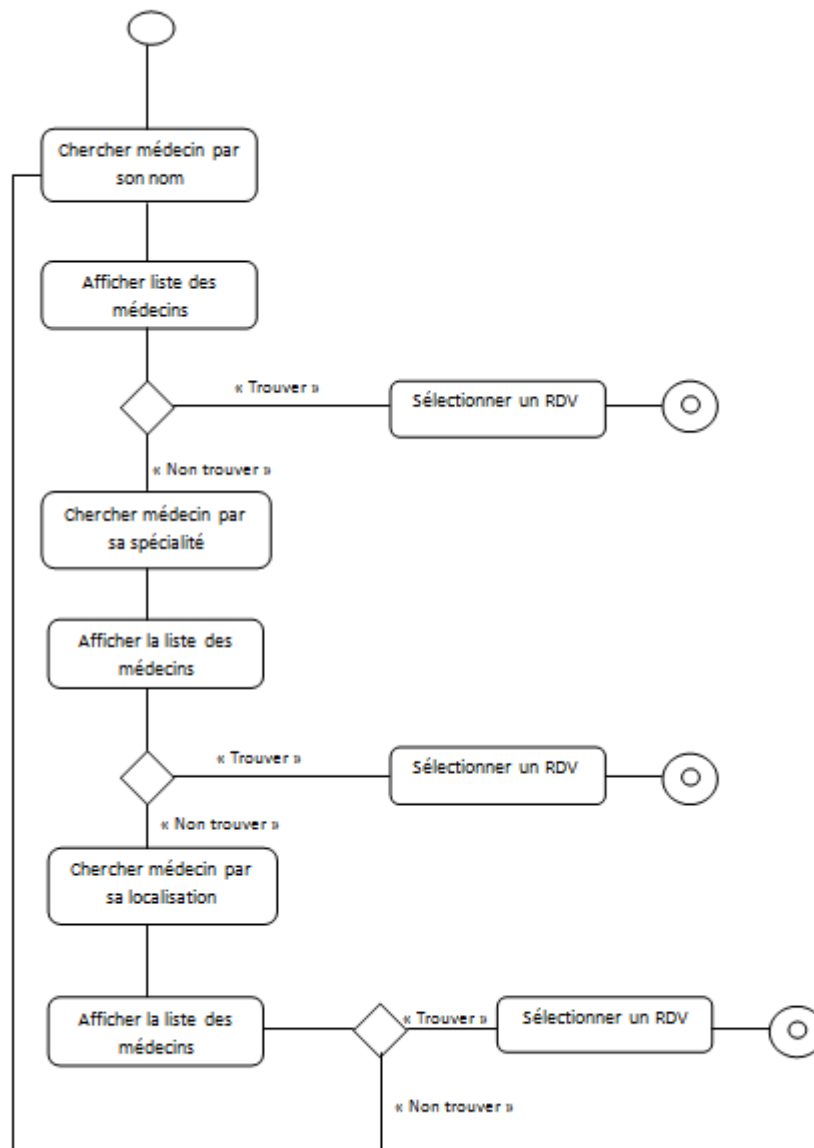 Chercher médecin par
son nom
Afficher liste des
médecins
« Trouver »
Sélectionner un RDV
« Non trouver »
Chercher médecin par
sa spécialité
Afficher la liste des
médecins
« Trouver »
Sélectionner un RDV
« Non trouver »
Chercher médecin par
sa localisation
Afficher la liste des
médecins
« Trouver »
Sélectionner un RDV
« Non trouver »